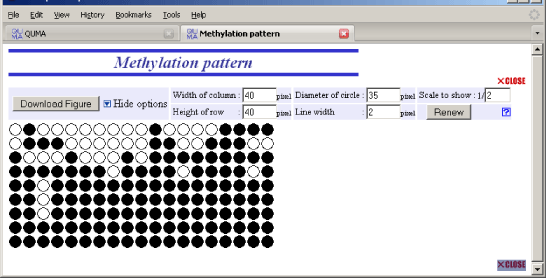 File Edit View History Bookmarks Tools Help
QUMA Methylation pattern
Methylation pattern
×CLOSE
Download Figure Hide options
Width of column : 40 pixel Diameter of circle : 35 pixel Scale to show : 1/2
Height of row : 40 pixel Line width : 2 pixel Renew ?
×CLOSE